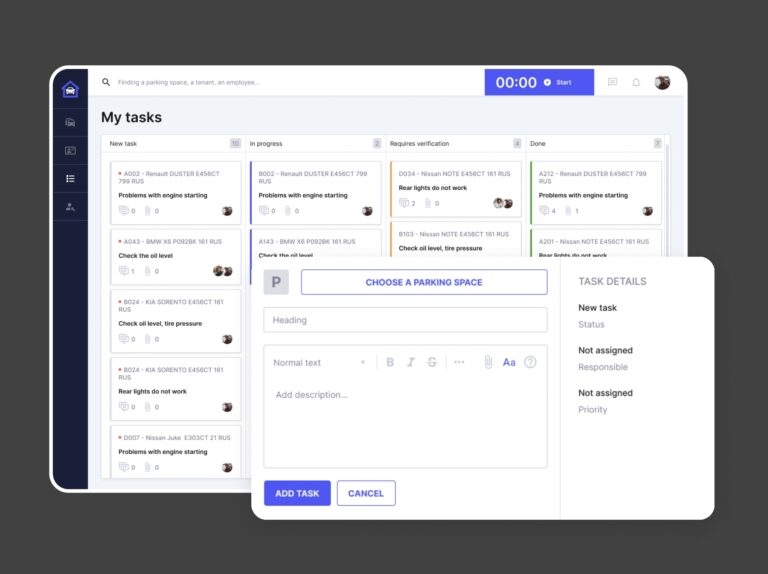 Finding a parking space, a tenant, an employee...
00:00 Start
My tasks
New task 10
A002 - Renault DUSTER E456CT
799 RUS
Problems with engine starting
0 0
A043 - BMW X6 P092BK 161 RUS
Check the oil level
1 0
B024 - KIA SORENTO E456CT 161
RUS
Check oil level, tire pressure
0 0
B024 - KIA SORENTO E456CT 161
RUS
Rear lights do not work
0 0
D007 - Nissan Juke E303CT 21 RUS
Problems with engine starting
0 0
In progress 2
B002 - Renault DUSTER E456CT
799 RUS
Problems with engine starting
0 0
A143 - BMW X6 P092BK 161 RUS
Check the oil level
Requires verification 4
D034 - Nissan NOTE E456CT 161 RUS
Rear lights do not work
2 0
B103 - Nissan NOTE E456CT 161 RUS
Check oil level, tire pressure
Done 7
A212 - Renault DUSTER E456CT
799 RUS
Problems with engine starting
4 1
A201 - Nissan NOTE E456CT 161 RUS
Rear lights do not work
P
CHOOSE A PARKING SPACE
Heading
Normal text B I S ... Aa ?
Add description...
ADD TASK CANCEL
TASK DETAILS
New task
Status
Not assigned
Responsible
Not assigned
Priority